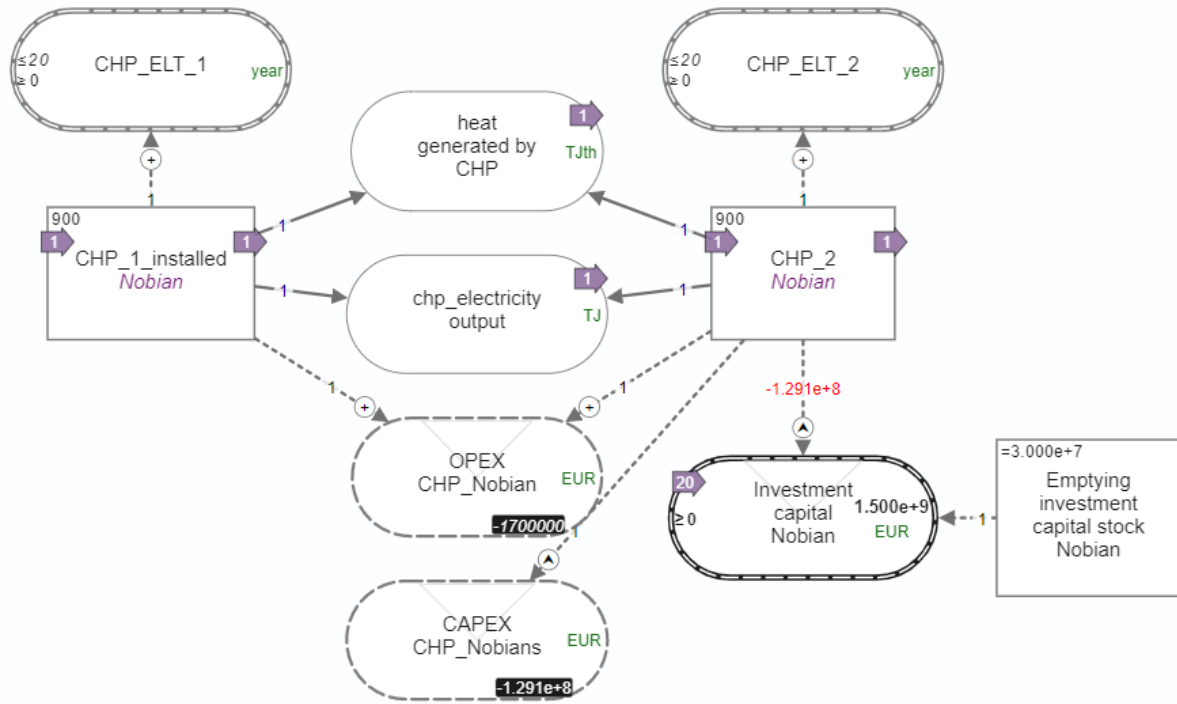 CHP_ELT_1
≤20
≥ 0
year
CHP_ELT_2
≤20
≥ 0
year
+
+
1
1
heat
generated by
CHP
1
TJth
900
1
1
CHP_1_installed
Nobian
1
1
900
1
1
CHP_2
Nobian
chp_electricity
output
1
TJ
1
1
1
1
-1.291e+8
+
+
OPEX
CHP_Nobian
EUR
-1700000
20
≥ 0
Investment
capital
Nobian
1.500e+9
EUR
1
=3.000e+7
Emptying
investment
capital stock
Nobian
1
CAPEX
CHP_Nobians
EUR
-1.291e+8